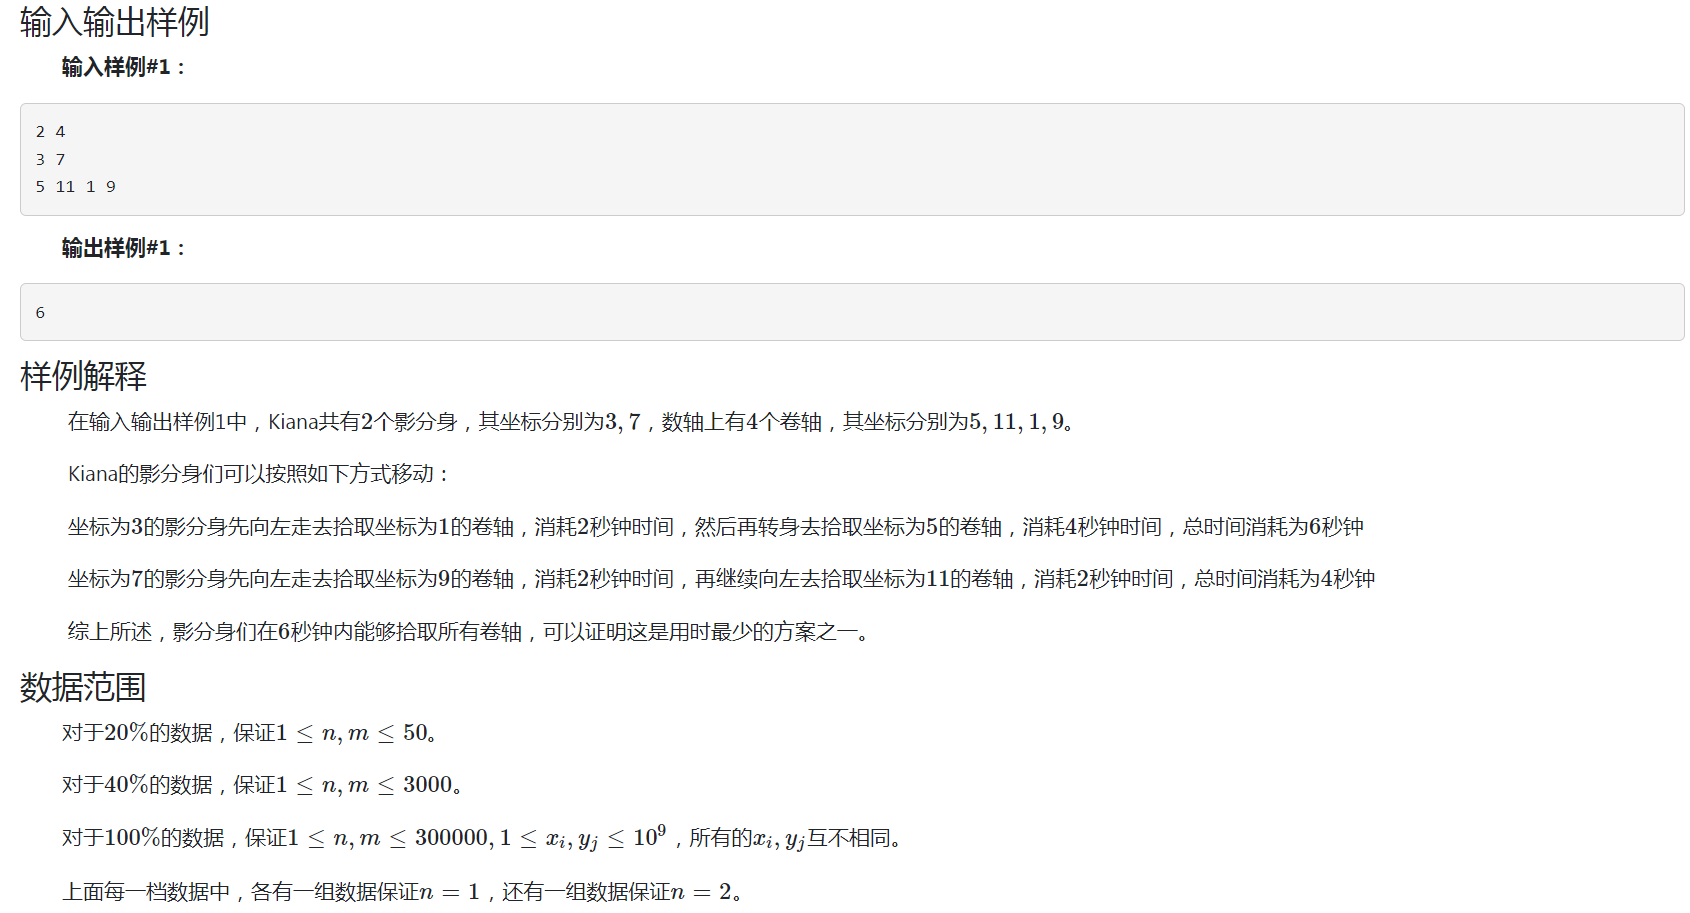 输入输出样例
输入样例#1：
2 4
3 7
5 11 1 9
输出样例#1：
6
样例解释
在输入输出样例1中，Kiana共有2个影分身，其坐标分别为3, 7，数轴上有4个卷轴，其坐标分别为5, 11, 1, 9。
Kiana的影分身们可以按照如下方式移动：
坐标为3的影分身先向左走去拾取坐标为1的卷轴，消耗2秒钟时间，然后再转身去拾取坐标为5的卷轴，消耗4秒钟时间，总时间消耗为6秒钟
坐标为7的影分身先向左走去拾取坐标为9的卷轴，消耗2秒钟时间，再继续向左去拾取坐标为11的卷轴，消耗2秒钟时间，总时间消耗为4秒钟
综上所述，影分身们在6秒钟内能够拾取所有卷轴，可以证明这是用时最少的方案之一。
数据范围
对于20%的数据，保证1 ≤ n, m ≤ 50。
对于40%的数据，保证1 ≤ n, m ≤ 3000。
对于100%的数据，保证1 ≤ n, m ≤ 300000, 1 ≤ xᵢ, yⱼ ≤ 10⁹，所有的xᵢ, yⱼ互不相同。
上面每一档数据中，各有一组数据保证n = 1，还有一组数据保证n = 2。